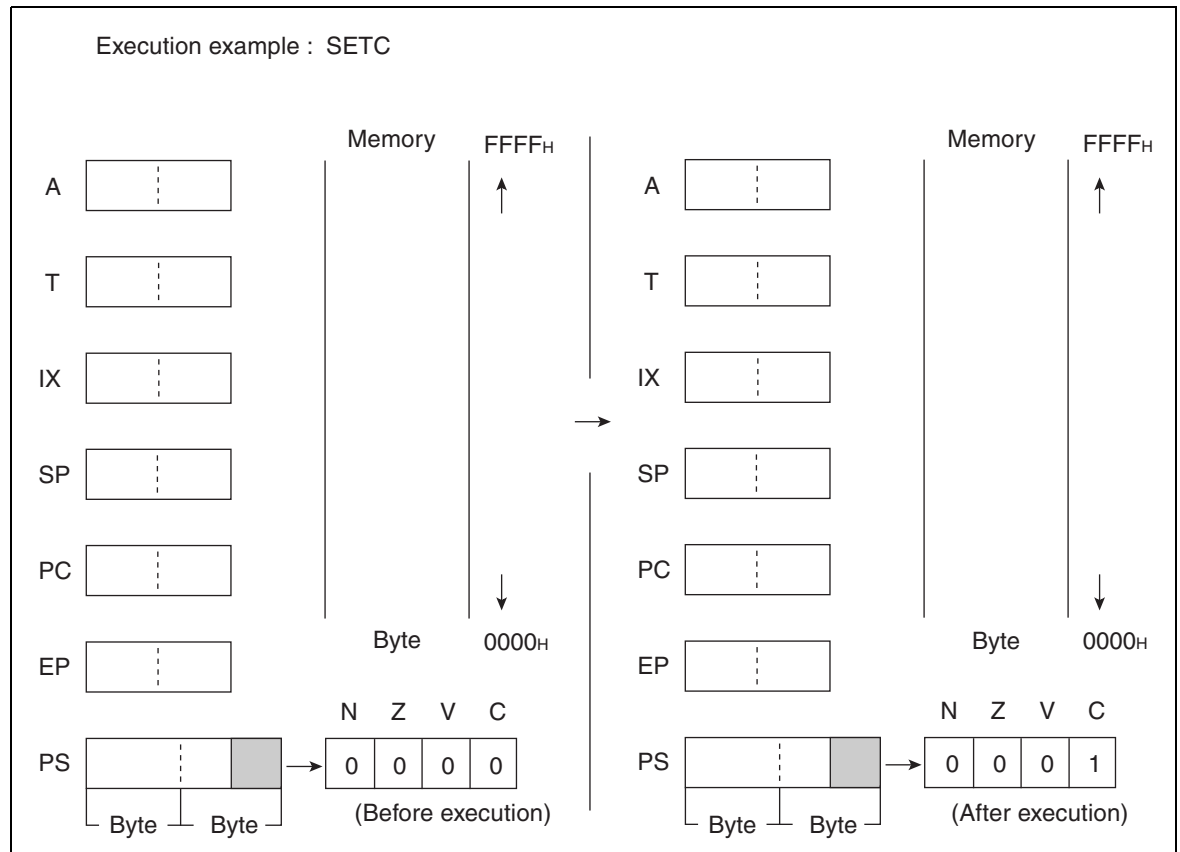 Execution example : SETC
Memory FFFFH
A
T
IX
SP
PC
EP
Byte 0000H
N Z V C
PS 0 0 0 0
Byte Byte
(Before execution)
Memory FFFFH
A
T
IX
SP
PC
EP
Byte 0000H
N Z V C
PS 0 0 0 1
Byte Byte
(After execution)